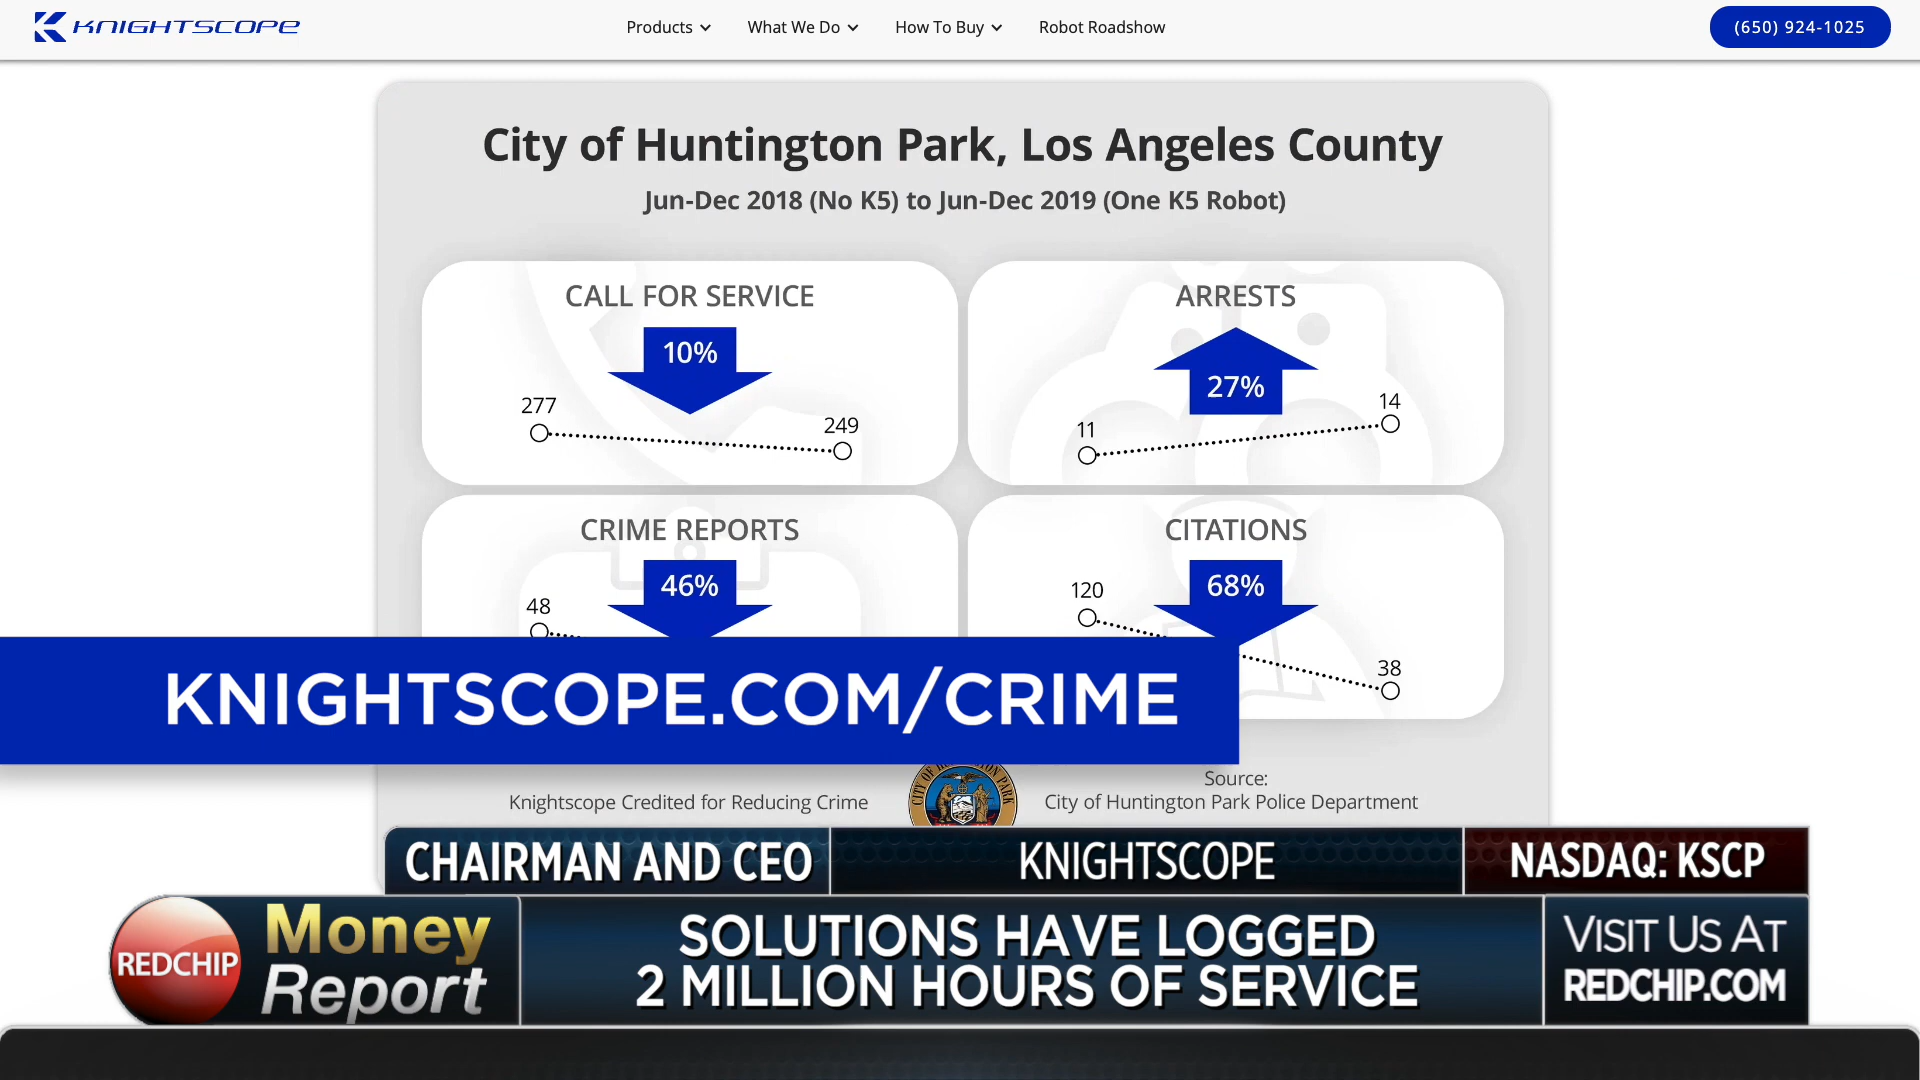 KNIGHTSCOPE
Products
What We Do
How To Buy
Robot Roadshow
(650) 924-1025
City of Huntington Park, Los Angeles County
Jun-Dec 2018 (No K5) to Jun-Dec 2019 (One K5 Robot)
CALL FOR SERVICE
10%
277
249
ARRESTS
27%
11
14
CRIME REPORTS
46%
48
CITATIONS
68%
120
38
KNIGHTSCOPE.COM/CRIME
Knightscope Credited for Reducing Crime
CITY OF HUNTINGTON PARK
Source:
City of Huntington Park Police Department
CHAIRMAN AND CEO
KNIGHTSCOPE
NASDAQ: KSCP
REDCHIP
Money
Report
SOLUTIONS HAVE LOGGED
2 MILLION HOURS OF SERVICE
VISIT US AT
REDCHIP.COM